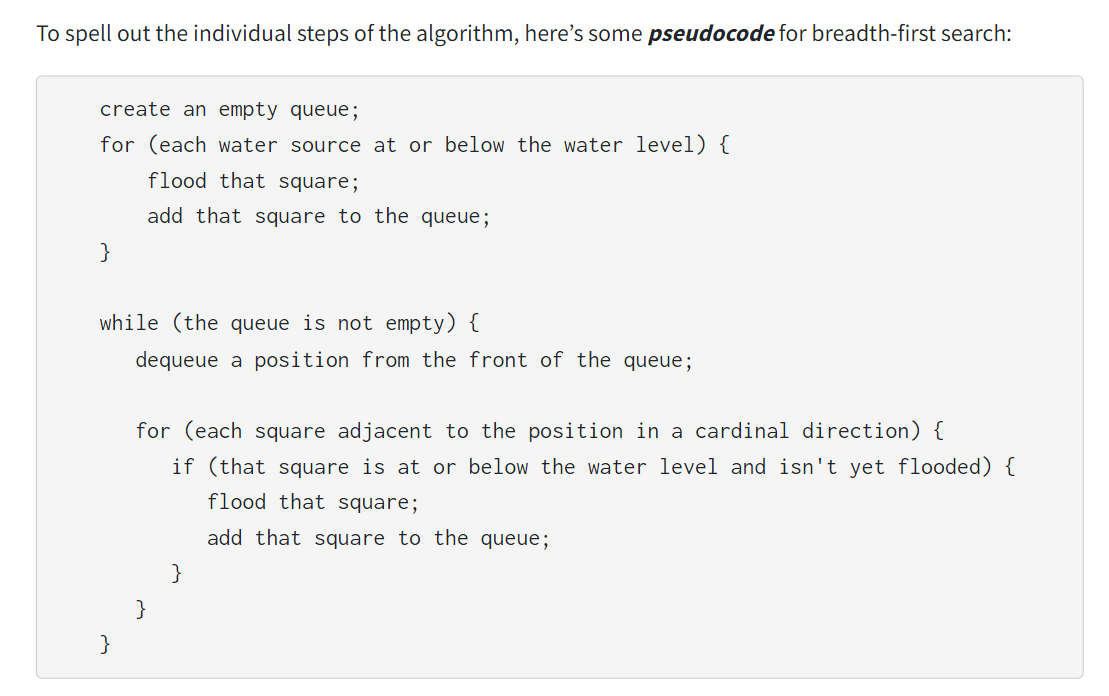 To spell out the individual steps of the algorithm, here’s some pseudocode for breadth-first search:
create an empty queue;
for (each water source at or below the water level) {
    flood that square;
    add that square to the queue;
}

while (the queue is not empty) {
   dequeue a position from the front of the queue;

   for (each square adjacent to the position in a cardinal direction) {
      if (that square is at or below the water level and isn't yet flooded) {
         flood that square;
         add that square to the queue;
      }
   }
}